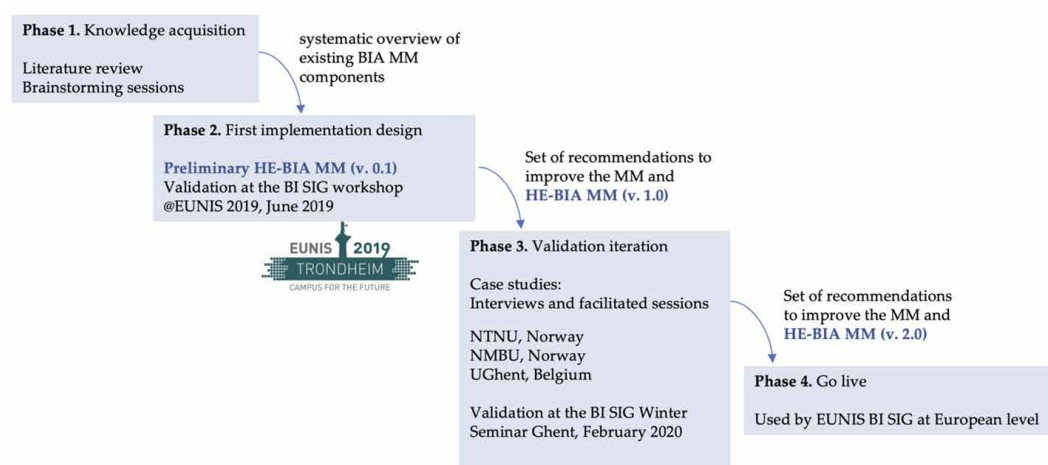 Phase 1. Knowledge acquisition
Literature review
Brainstorming sessions
systematic overview of
existing BIA MM
components
Phase 2. First implementation design
Preliminary HE-BIA MM (v. 0.1)
Validation at the BI SIG workshop
@EUNIS 2019, June 2019
EUNIS 2019
TRONDHEIM
CAMPUS FOR THE FUTURE
Set of recommendations to
improve the MM and
HE-BIA MM (v. 1.0)
Phase 3. Validation iteration
Case studies:
Interviews and facilitated sessions
NTNU, Norway
NMBU, Norway
UGhent, Belgium
Validation at the BI SIG Winter
Seminar Ghent, February 2020
Set of recommendations
to improve the MM and
HE-BIA MM (v. 2.0)
Phase 4. Go live
Used by EUNIS BI SIG at European level